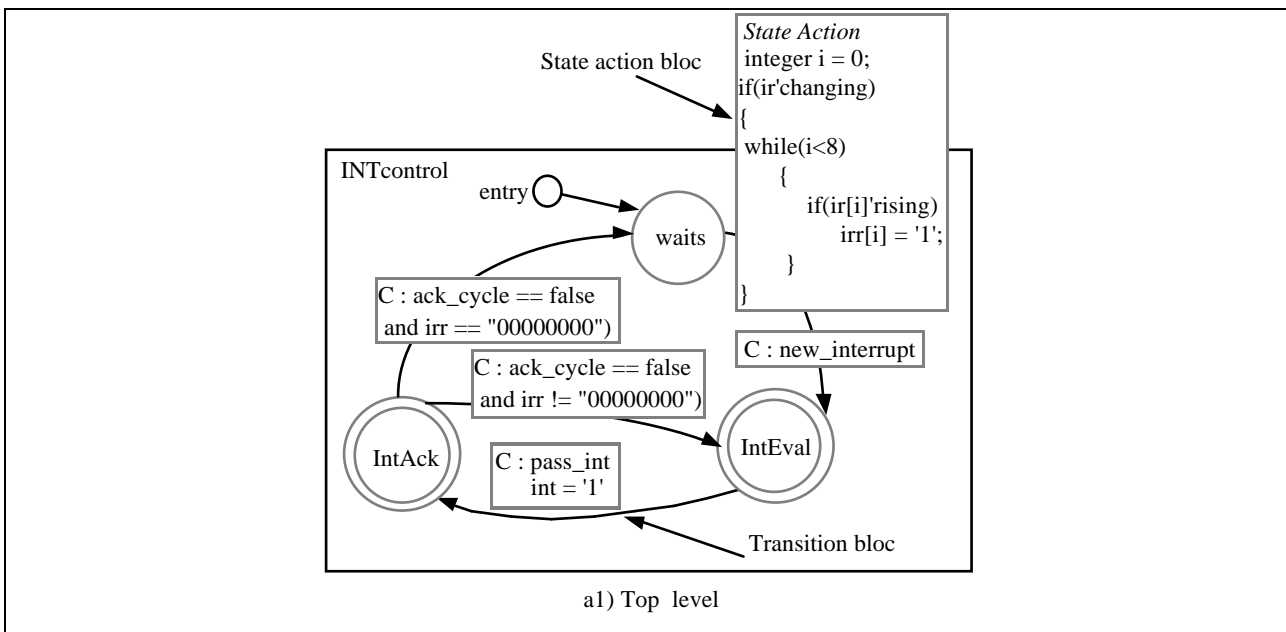 State Action
integer i = 0;
if(ir'changing)
{
while(i<8)
{
if(ir[i]'rising)
irr[i] = '1';
}
}
State action bloc
INTcontrol
entry
waits
C : ack_cycle == false
and irr == "00000000")
C : new_interrupt
C : ack_cycle == false
and irr != "00000000")
IntAck
IntEval
C : pass_int
int = '1'
Transition bloc
a1) Top level